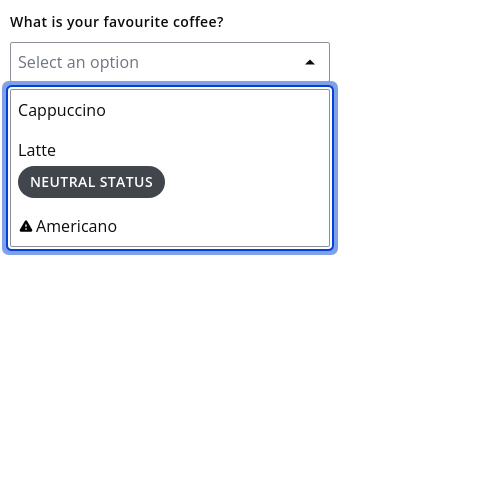 What is your favourite coffee?
Select an option
Cappuccino
Latte
NEUTRAL STATUS
Americano